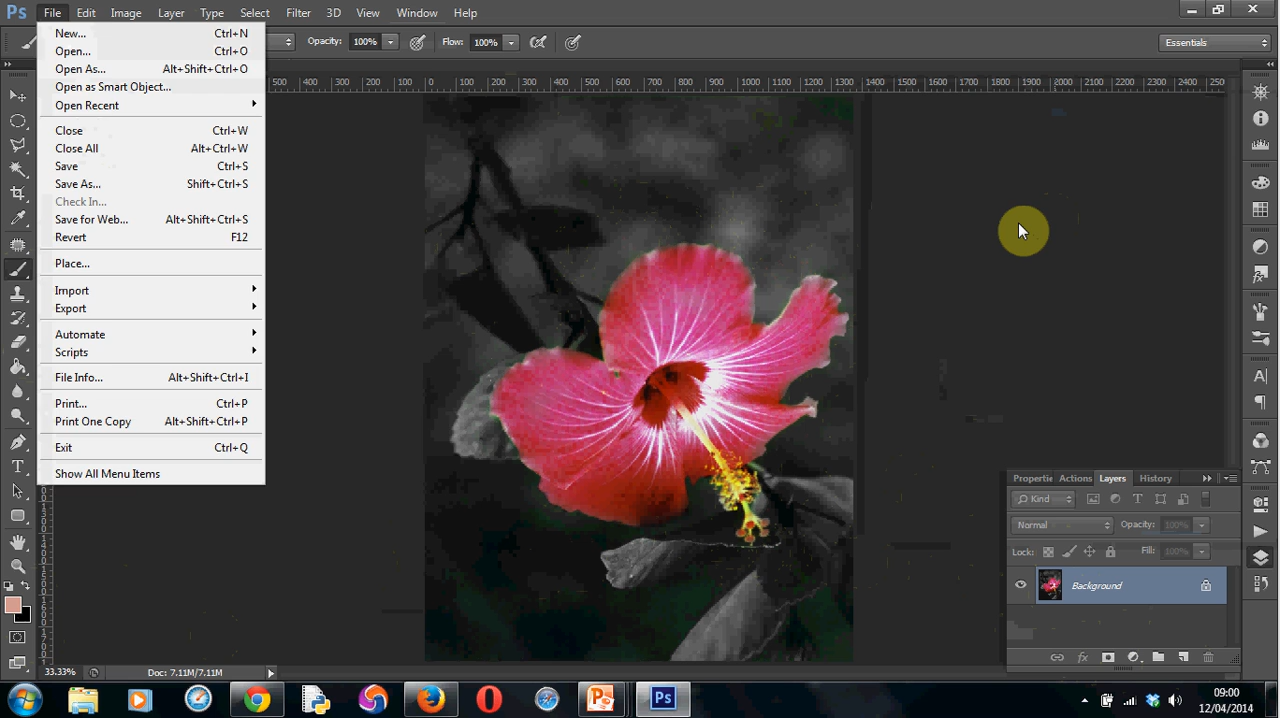 Ps File Edit Image Layer Type Select Filter 3D View Window Help
Opacity: 100% Flow: 100% Essentials
New... Ctrl+N
Open... Ctrl+O
Open As... Alt+Shift+Ctrl+O
Open as Smart Object...
Open Recent
Close Ctrl+W
Close All Alt+Ctrl+W
Save Ctrl+S
Save As... Shift+Ctrl+S
Check In...
Save for Web... Alt+Shift+Ctrl+S
Revert F12
Place...
Import
Export
Automate
Scripts
File Info... Alt+Shift+Ctrl+I
Print... Ctrl+P
Print One Copy Alt+Shift+Ctrl+P
Exit Ctrl+Q
Show All Menu Items
500 400 300 200 100 0 100 200 300 400 500 600 700 800 900 1000 1100 1200 1300 1400 1500 1600 1700 1800 1900 2000 2100 2200 2300 2400 250
Propertie Actions Layers History
Kind
Normal Opacity: 100%
Lock: Fill: 100%
Background
33.33% Doc: 7.11M/7.11M
Ps
09:00
12/04/2014